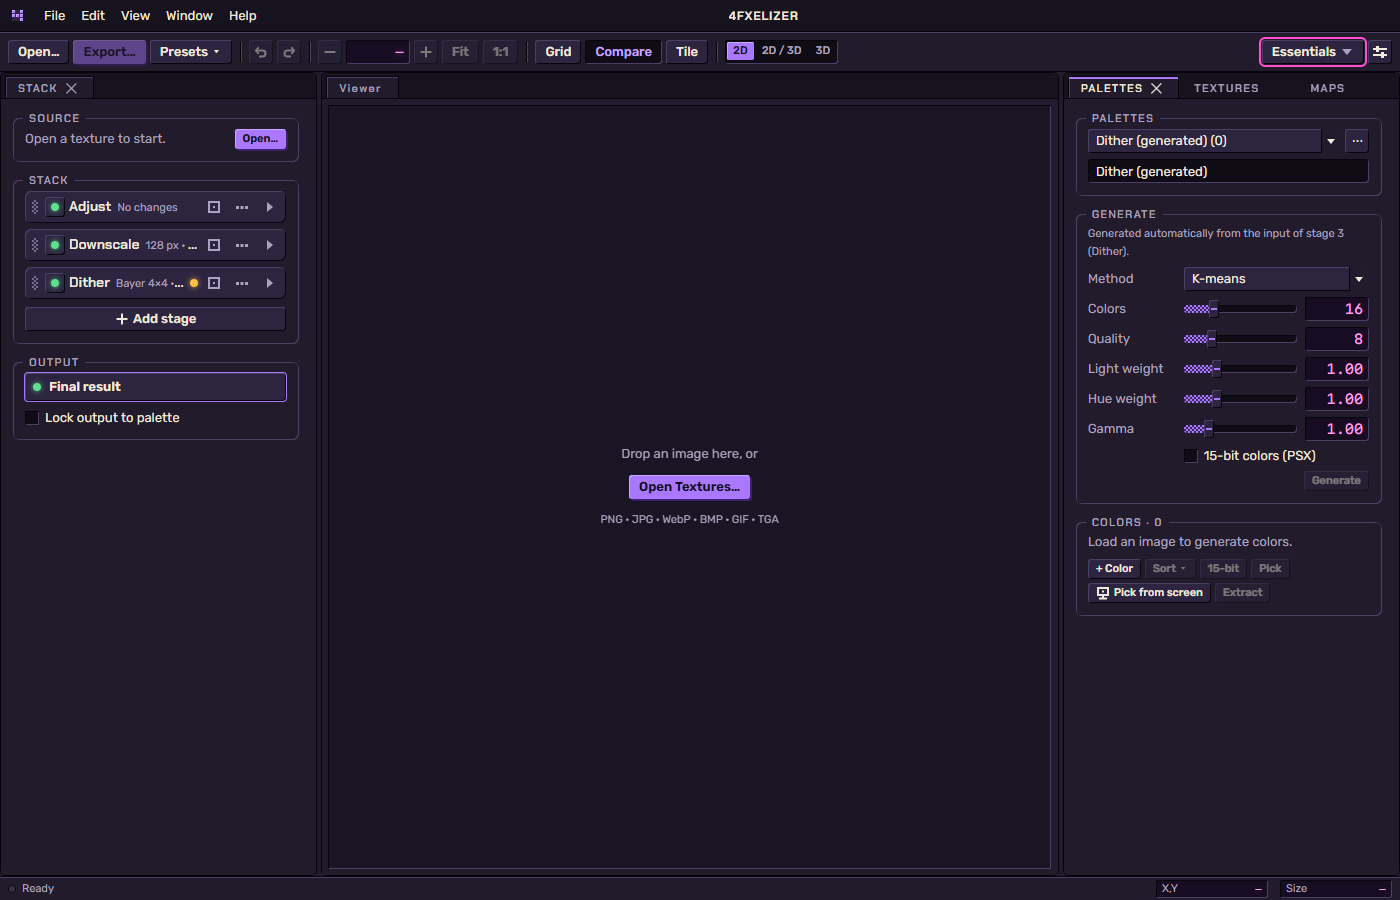 File Edit View Window Help
4FXELIZER
Open… Export… Presets
– Fit 1:1 Grid Compare Tile 2D 2D / 3D 3D
Essentials
STACK
Viewer
PALETTES TEXTURES MAPS
SOURCE
Open a texture to start. Open…
STACK
Adjust No changes
Downscale 128 px • …
Dither Bayer 4×4 •…
+ Add stage
OUTPUT
Final result
Lock output to palette
Drop an image here, or
Open Textures…
PNG • JPG • WebP • BMP • GIF • TGA
PALETTES
Dither (generated) (0)
Dither (generated)
GENERATE
Generated automatically from the input of stage 3
(Dither).
Method K-means
Colors 16
Quality 8
Light weight 1.00
Hue weight 1.00
Gamma 1.00
15-bit colors (PSX)
Generate
COLORS · 0
Load an image to generate colors.
+ Color Sort 15-bit Pick
Pick from screen Extract
Ready
X,Y –
Size –